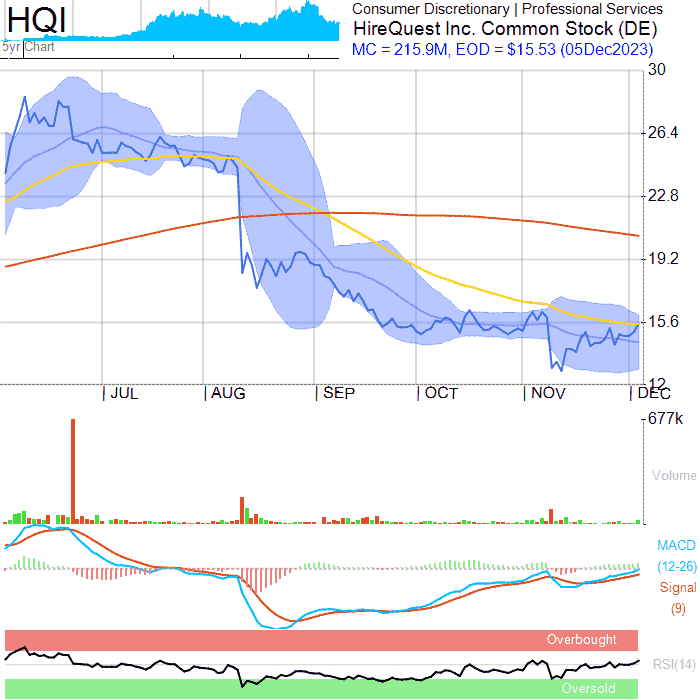 HQI
5yr Chart
Consumer Discretionary | Professional Services
HireQuest Inc. Common Stock (DE)
MC = 215.9M, EOD = $15.53 (05Dec2023)
30
26.4
22.8
19.2
15.6
12
| JUL | AUG | SEP | OCT | NOV | DEC
677k
Volume
MACD
(12-26)
Signal
(9)
Overbought
RSI(14)
Oversold